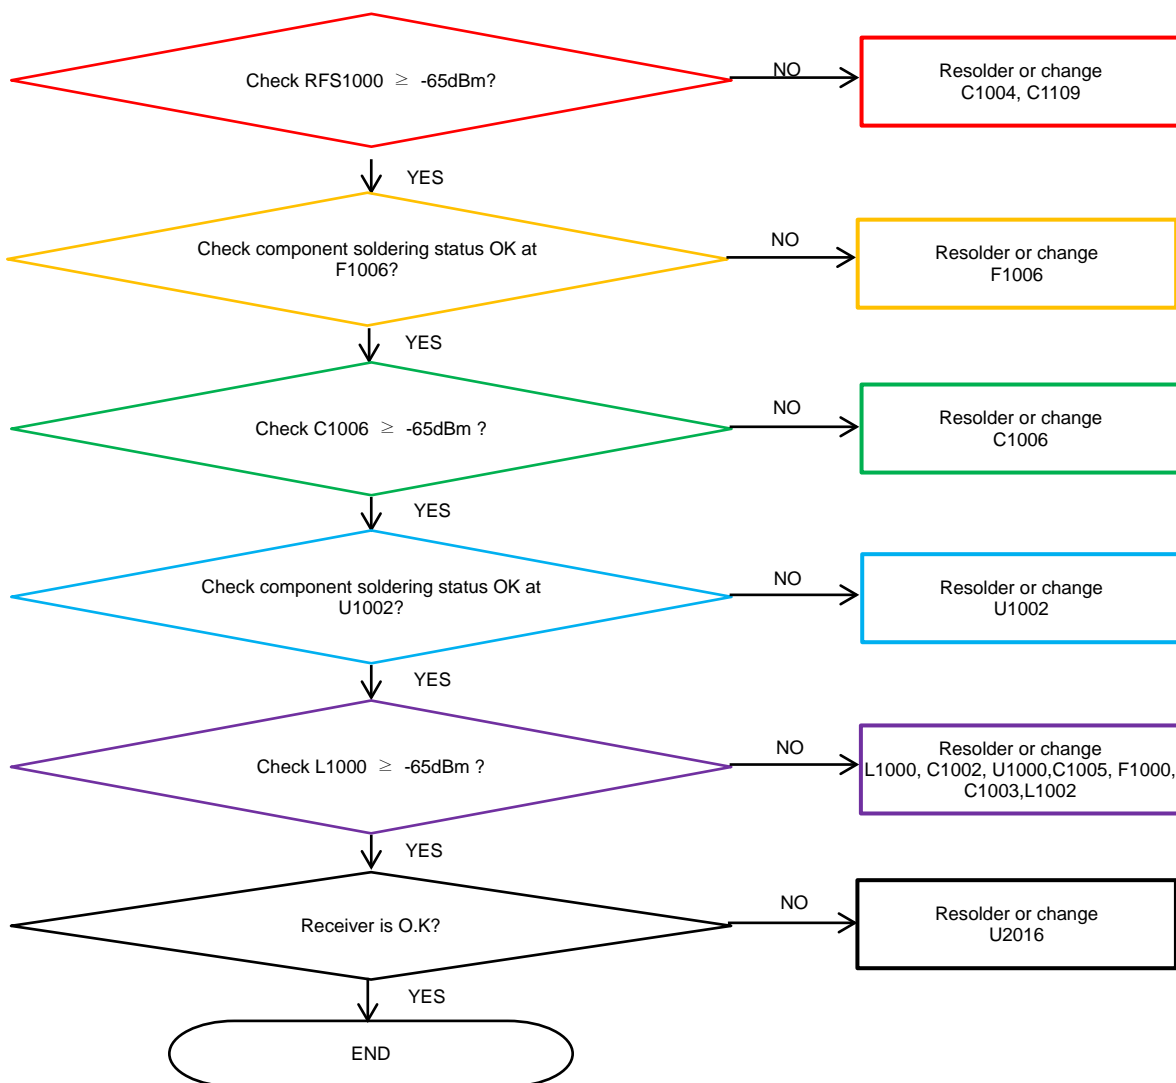 Check RFS1000 ≥ -65dBm?
NO
Resolder or change
C1004, C1109
YES
Check component soldering status OK at
F1006?
NO
Resolder or change
F1006
YES
Check C1006 ≥ -65dBm ?
NO
Resolder or change
C1006
YES
Check component soldering status OK at
U1002?
NO
Resolder or change
U1002
YES
Check L1000 ≥ -65dBm ?
NO
Resolder or change
L1000, C1002, U1000,C1005, F1000,
C1003,L1002
YES
Receiver is O.K?
NO
Resolder or change
U2016
YES
END